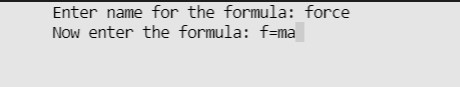 Enter name for the formula: force
Now enter the formula: f=ma